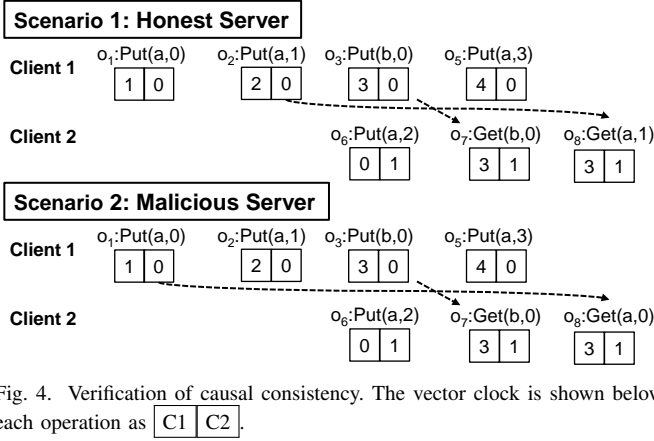 Scenario 1: Honest Server
o₁:Put(a,0) o₂:Put(a,1) o₃:Put(b,0) o₅:Put(a,3)
Client 1
1 0 2 0 3 0 4 0
Client 2 o₆:Put(a,2) o₇:Get(b,0) o₈:Get(a,1)
0 1 3 1 3 1
Scenario 2: Malicious Server
o₁:Put(a,0) o₂:Put(a,1) o₃:Put(b,0) o₅:Put(a,3)
Client 1
1 0 2 0 3 0 4 0
Client 2 o₆:Put(a,2) o₇:Get(b,0) o₈:Get(a,0)
0 1 3 1 3 1
Fig. 4. Verification of causal consistency. The vector clock is shown below
each operation as C1 C2 .